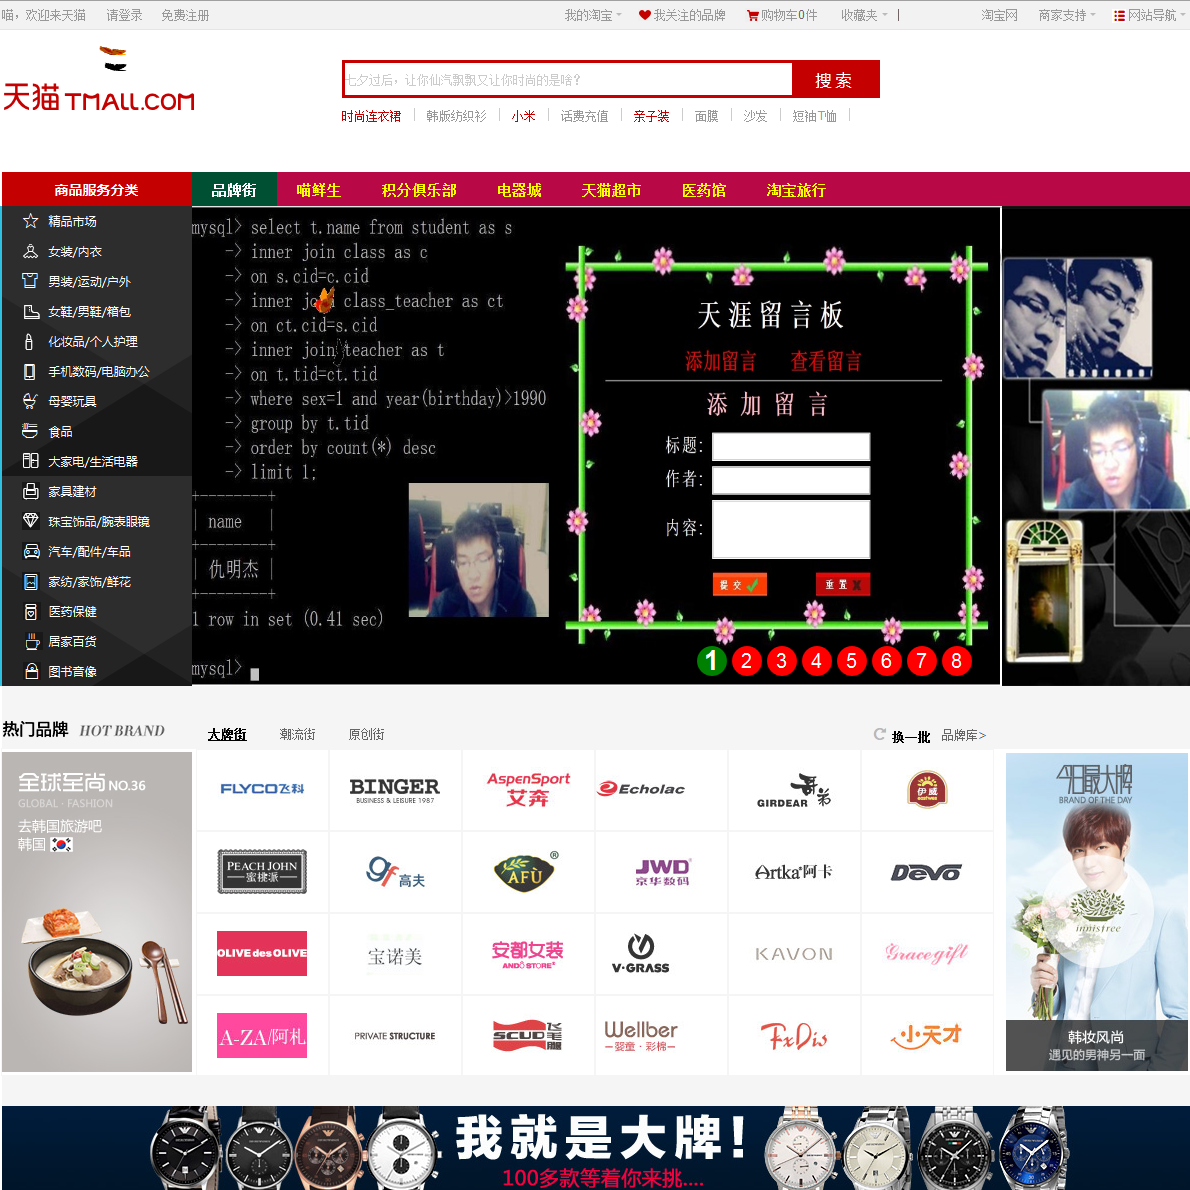 喵，欢迎来天猫 请登录 免费注册 我的淘宝 我关注的品牌 购物车0件 收藏夹 | 淘宝网 商家支持 网站导航
天猫 TMALL.COM
七夕过后，让你仙汽飘飘又让你时尚的是啥？ 搜 索
时尚连衣裙 韩版纺织衫 小米 话费充值 亲子装 面膜 沙发 短袖T恤
商品服务分类 品牌街 喵鲜生 积分俱乐部 电器城 天猫超市 医药馆 淘宝旅行
精品市场
女装/内衣
男装/运动/户外
女鞋/男鞋/箱包
化妆品/个人护理
手机数码/电脑办公
母婴玩具
食品
大家电/生活电器
家具建材
珠宝饰品/腕表眼镜
汽车/配件/车品
家纺/家饰/鲜花
医药保健
居家百货
图书音像
mysql> select t.name from student as s
-> inner join class as c
-> on s.cid=c.cid
-> inner join class_teacher as ct
-> on ct.cid=s.cid
-> inner join teacher as t
-> on t.tid=ct.tid
-> where sex=1 and year(birthday)>1990
-> group by t.tid
-> order by count(*) desc
-> limit 1;
+--------+
| name   |
+--------+
| 仇明杰 |
+--------+
1 row in set (0.41 sec)
mysql>
天涯留言板
添加留言 查看留言
添 加 留 言
标题:
作者:
内容:
提 交 重 置
1 2 3 4 5 6 7 8
热门品牌 HOT BRAND 大牌街 潮流街 原创街 换一批 品牌库>
全球至尚 NO.36
GLOBAL · FASHION
去韩国旅游吧
韩国
FLYCO飞科 BINGER AspenSport Echolac GIRDEAR 哥弟 伊威
BUSINESS & LEISURE 1987 艾奔 eastwes
PEACH JOHN 高夫 AFU JWD Artka 阿卡 DEVO
蜜桃派 京华数码
OLIVE des OLIVE 宝诺美 安都女装 V·GRASS KAVON Grace gift
ANDO STORE
A-ZA/阿札 PRIVATE STRUCTURE SCUD 飞毛腿 Wellber FxDis 小天才
婴童·彩棉
今日最大牌
BRAND OF THE DAY
innisfree
韩妆风尚
遇见的男神另一面
我就是大牌！
100多款等着你来挑....